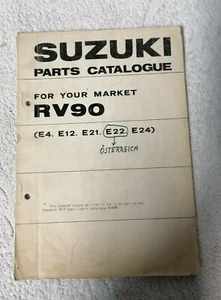 SUZUKI
PARTS CATALOGUE
FOR YOUR MARKET
RV90
(E4. E12. E21. E22. E24)
ÖSTERREICH